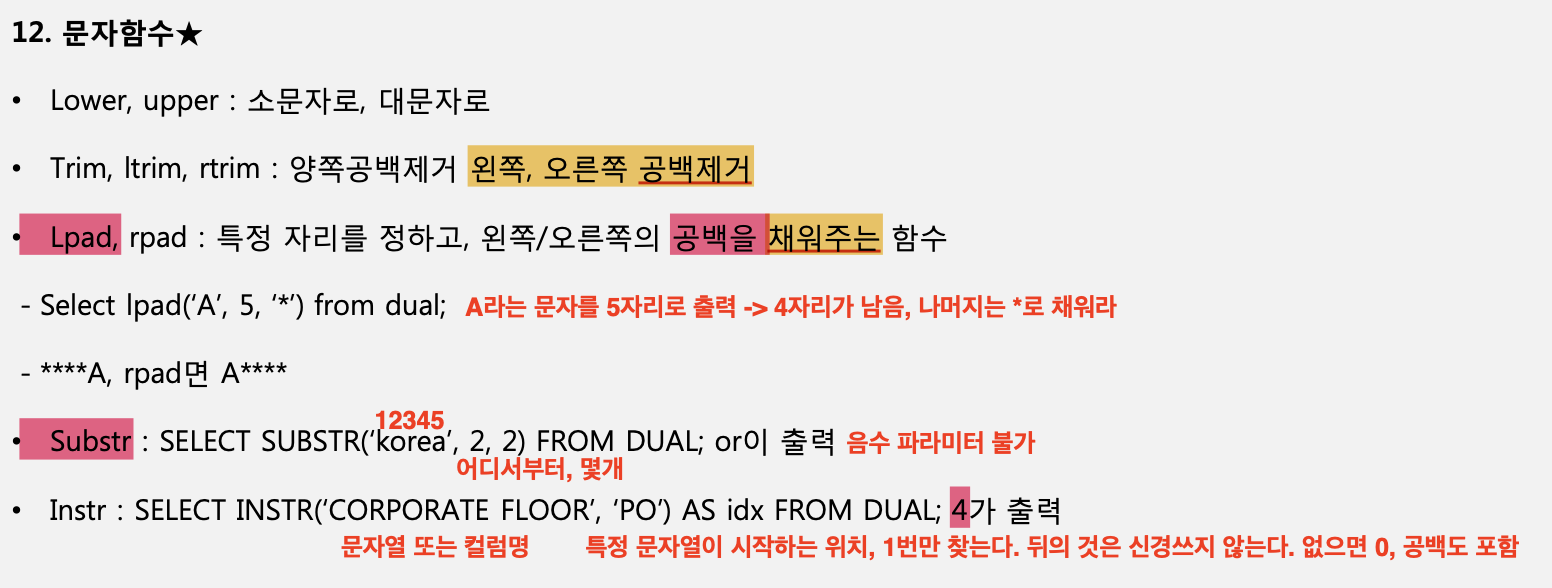 12. 문자함수★
• Lower, upper : 소문자로, 대문자로
• Trim, ltrim, rtrim : 양쪽공백제거 왼쪽, 오른쪽 공백제거
• Lpad, rpad : 특정 자리를 정하고, 왼쪽/오른쪽의 공백을 채워주는 함수
- Select lpad(‘A’, 5, ‘*’) from dual; A라는 문자를 5자리로 출력 -> 4자리가 남음, 나머지는 *로 채워라
- ****A, rpad면 A****
12345
• Substr : SELECT SUBSTR(‘korea’, 2, 2) FROM DUAL; or이 출력 음수 파라미터 불가
어디서부터, 몇개
• Instr : SELECT INSTR(‘CORPORATE FLOOR’, ‘PO’) AS idx FROM DUAL; 4가 출력
문자열 또는 컬럼명 특정 문자열이 시작하는 위치, 1번만 찾는다. 뒤의 것은 신경쓰지 않는다. 없으면 0, 공백도 포함